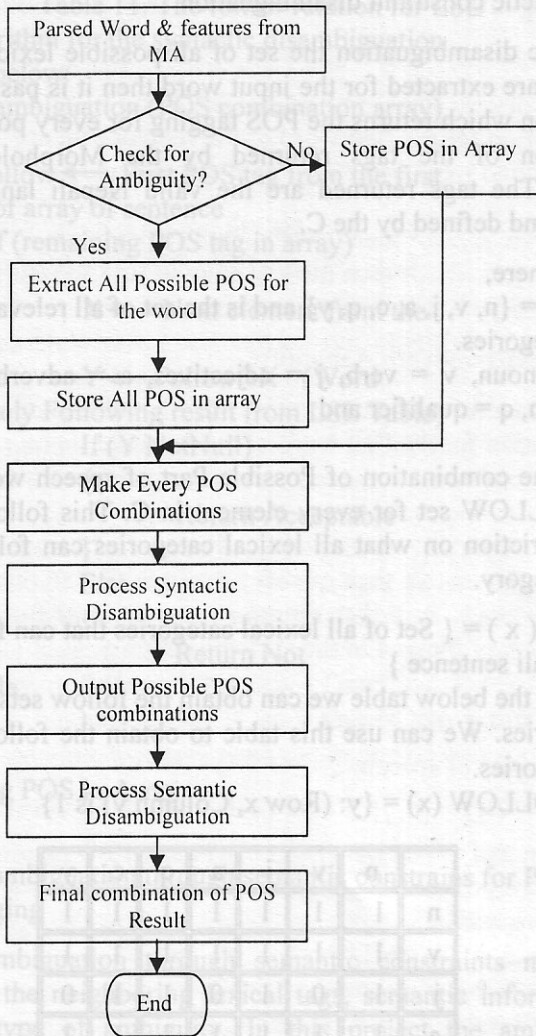 Parsed Word & features from
MA
Check for
Ambiguity?
No
Store POS in Array
Yes
Extract All Possible POS for
the word
Store All POS in array
Make Every POS
Combinations
Process Syntactic
Disambiguation
Output Possible POS
combinations
Process Semantic
Disambiguation
Final combination of POS
Result
End